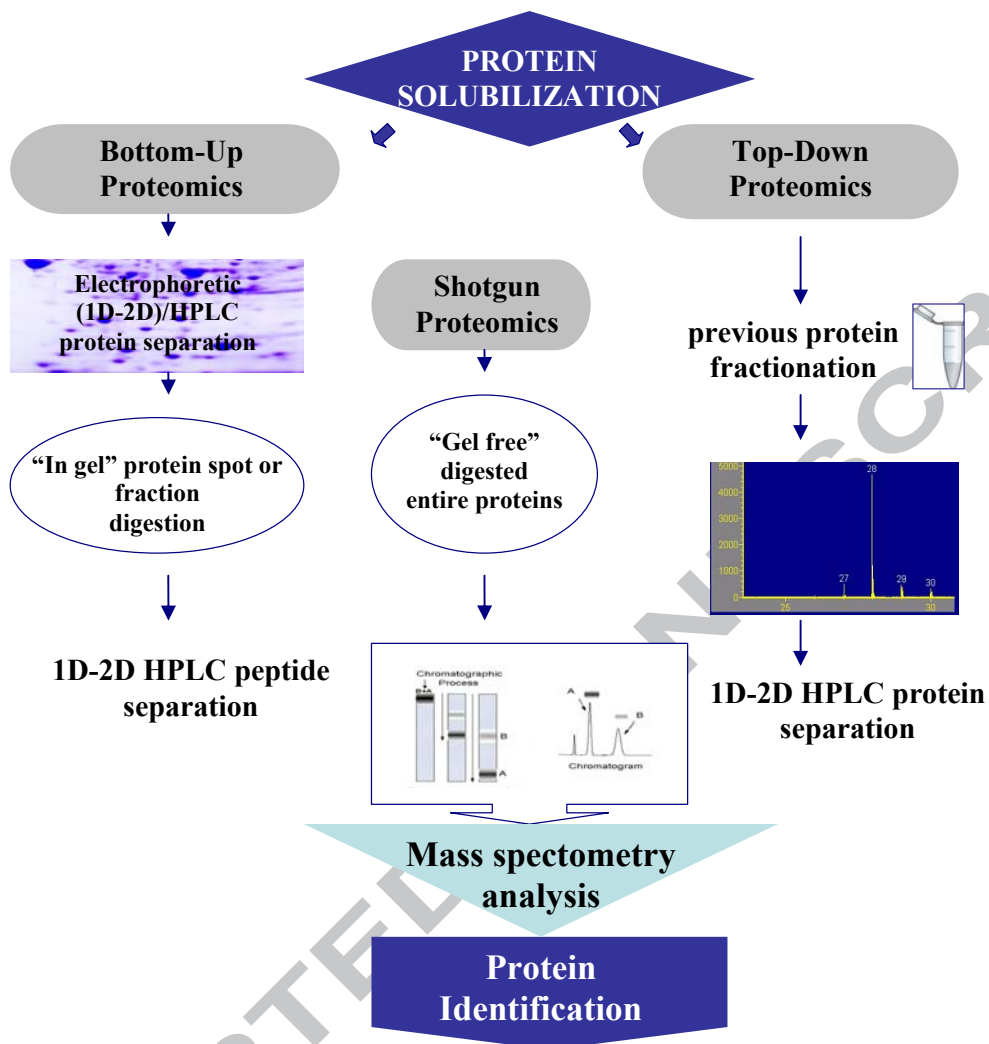 PROTEIN
SOLUBILIZATION
Bottom-Up
Proteomics
Top-Down
Proteomics
Electrophoretic
(1D-2D)/HPLC
protein separation
Shotgun
Proteomics
previous protein
fractionation
“In gel” protein spot or
fraction
digestion
“Gel free”
digested
entire proteins
5000
4000
3000
2000
1000
0
28
27
29
30
25
30
1D-2D HPLC peptide
separation
Chromatographic
Process
B+A
B
A
A
B
Chromatogram
1D-2D HPLC protein
separation
Mass spectometry
analysis
Protein
Identification